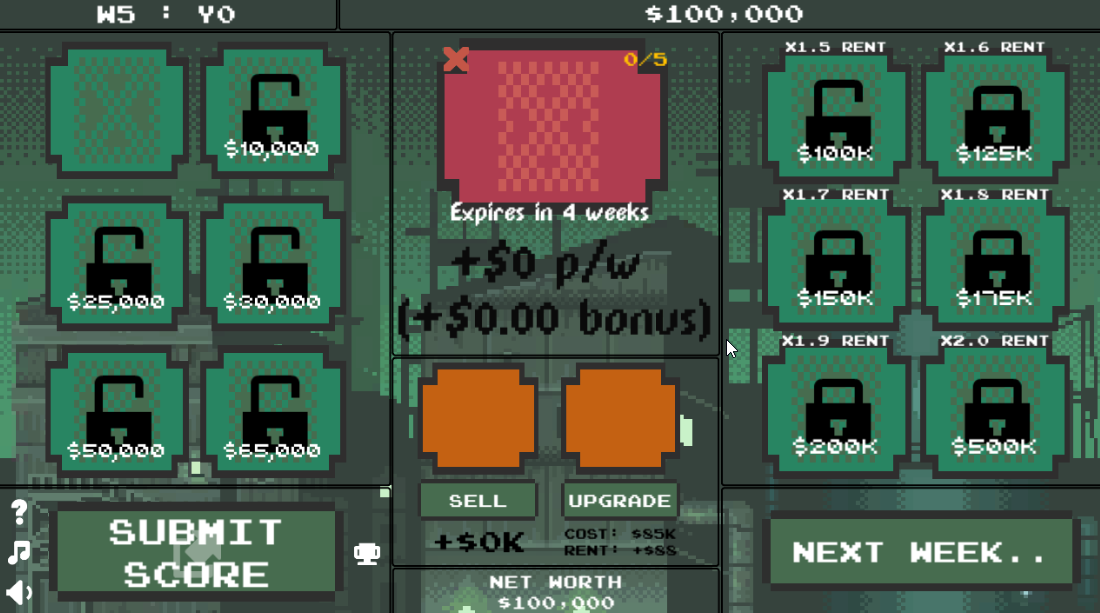 W5 : Y0
$100,000
$10,000
$25,000
$30,000
$50,000
$65,000
0/5
Expires in 4 weeks
+$0 p/w
(+$0.00 bonus)
X1.5 RENT
X1.6 RENT
$100K
$125K
X1.7 RENT
X1.8 RENT
$150K
$175K
X1.9 RENT
X2.0 RENT
$200K
$500K
SELL
UPGRADE
+$0K
COST: $85K
RENT: +$88
NET WORTH
$100,000
?
SUBMIT
SCORE
NEXT WEEK..